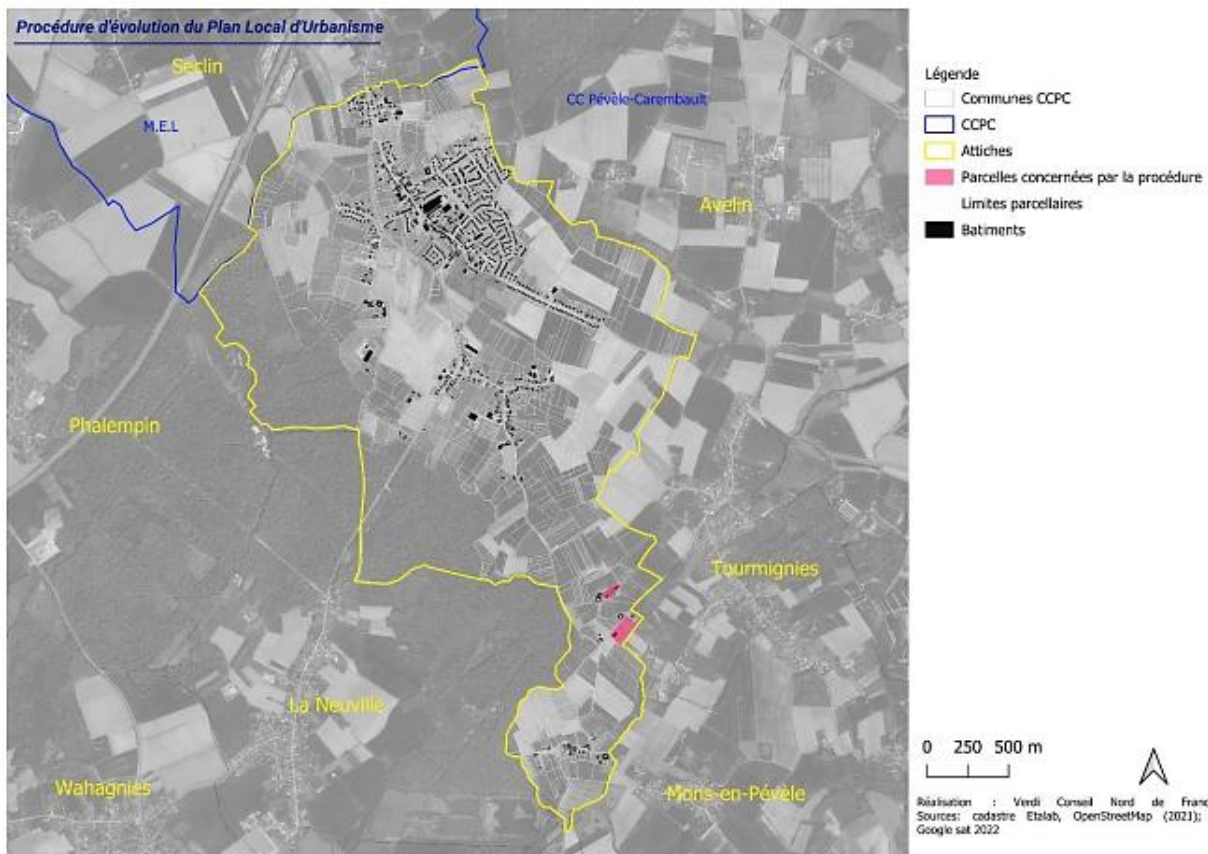 Procédure d'évolution du Plan Local d'Urbanisme
Seclin
CC Pévèle-Carembault
M.E.L
Avelin
Phalempin
Tourmignies
La Neuville
Wahagnies
Mons-en-Pévèle
Légende
Communes CCPC
CCPC
Attiches
Parcelles concernées par la procédure
Limites parcellaires
Batiments
0 250 500 m
Réalisation : Verdi Conseil Nord de Franc
Sources: cadastre Etalab, OpenStreetMap (2021);
Google sat 2022